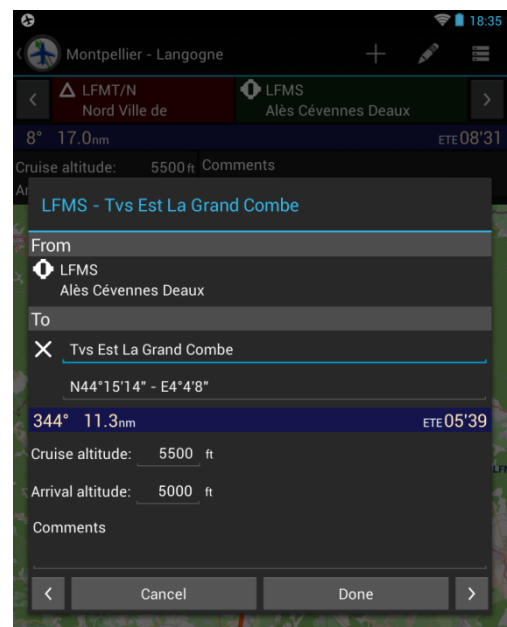 18:35
Montpellier - Langogne
LFMT/N
Nord Ville de
LFMS
Alès Cévennes Deaux
8° 17.0nm ETE 08'31
Cruise altitude: 5500 ft Comments
Ar
LFMS - Tvs Est La Grand Combe
From
LFMS
Alès Cévennes Deaux
To
Tvs Est La Grand Combe
N44°15'14" - E4°4'8"
344° 11.3nm ETE 05'39
Cruise altitude: 5500 ft
Arrival altitude: 5000 ft
Comments
Cancel Done